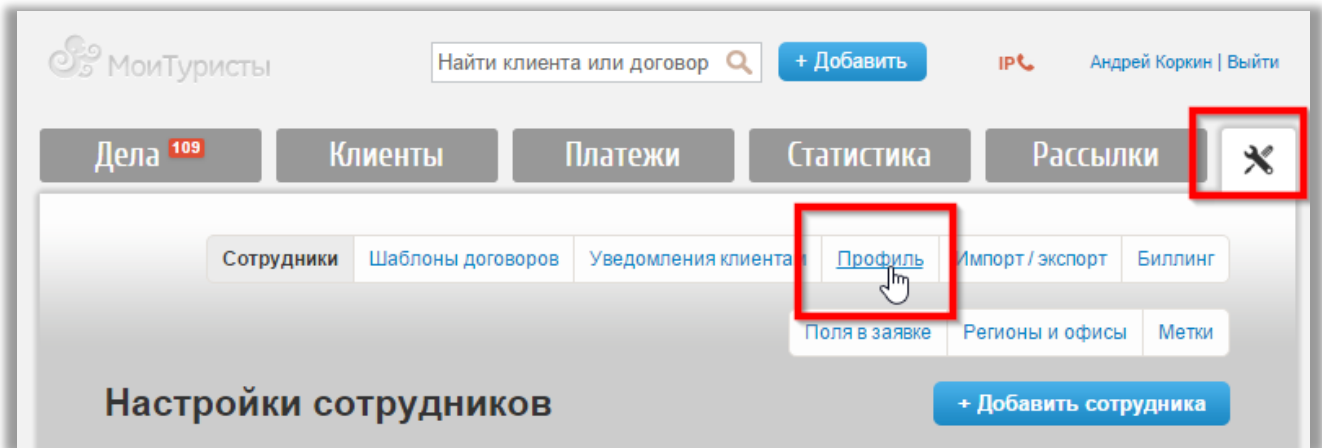 МоиТуристы
Найти клиента или договор
+ Добавить
IP
Андрей Коркин | Выйти
Дела 109
Клиенты
Платежи
Статистика
Рассылки
Сотрудники
Шаблоны договоров
Уведомления клиентам
Профиль
Импорт / экспорт
Биллинг
Поля в заявке
Регионы и офисы
Метки
Настройки сотрудников
+ Добавить сотрудника